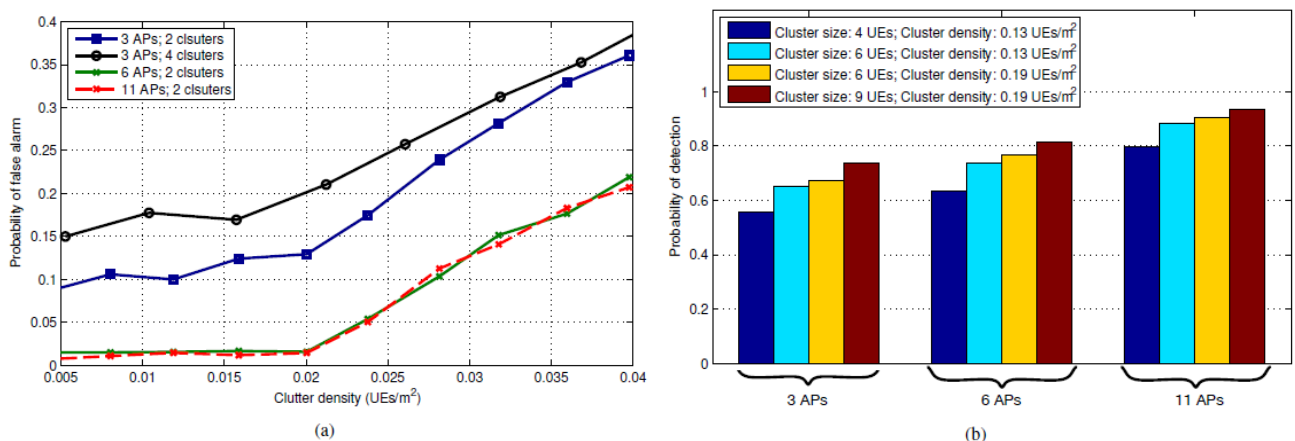 0.4
0.35
0.3
0.25
0.2
0.15
0.1
0.05
0
Probability of false alarm
3 APs; 2 clsuters
3 APs; 4 clsuters
6 APs; 2 clsuters
11 APs; 2 clsuters
0.005 0.01 0.015 0.02 0.025 0.03 0.035 0.04
Clutter density (UEs/m²)
(a)
Cluster size: 4 UEs; Cluster density: 0.13 UEs/m²
Cluster size: 6 UEs; Cluster density: 0.13 UEs/m²
Cluster size: 6 UEs; Cluster density: 0.19 UEs/m²
Cluster size: 9 UEs; Cluster density: 0.19 UEs/m²
1
0.8
0.6
0.4
0.2
0
Probability of detection
3 APs 6 APs 11 APs
(b)